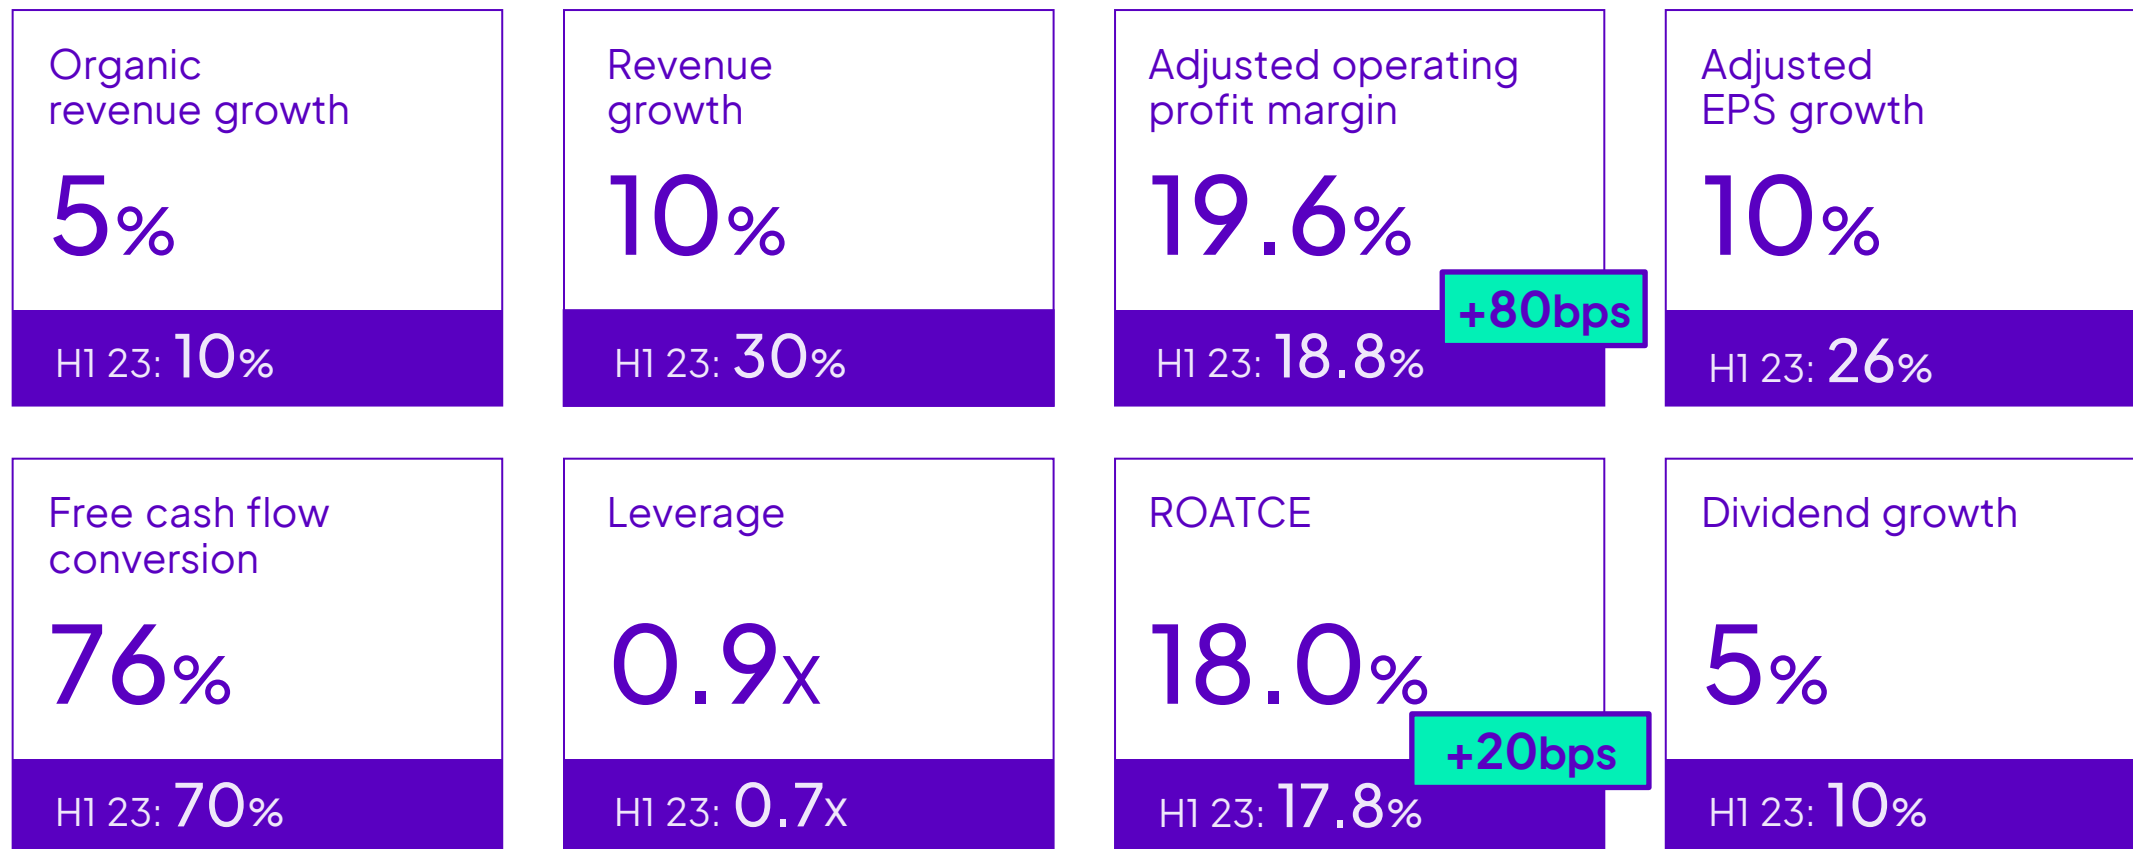 Organic
revenue growth
5%
H1 23: 10%
Revenue
growth
10%
H1 23: 30%
Adjusted operating
profit margin
19.6%
+80bps
H1 23: 18.8%
Adjusted
EPS growth
10%
H1 23: 26%
Free cash flow
conversion
76%
H1 23: 70%
Leverage
0.9x
H1 23: 0.7x
ROATCE
18.0%
+20bps
H1 23: 17.8%
Dividend growth
5%
H1 23: 10%